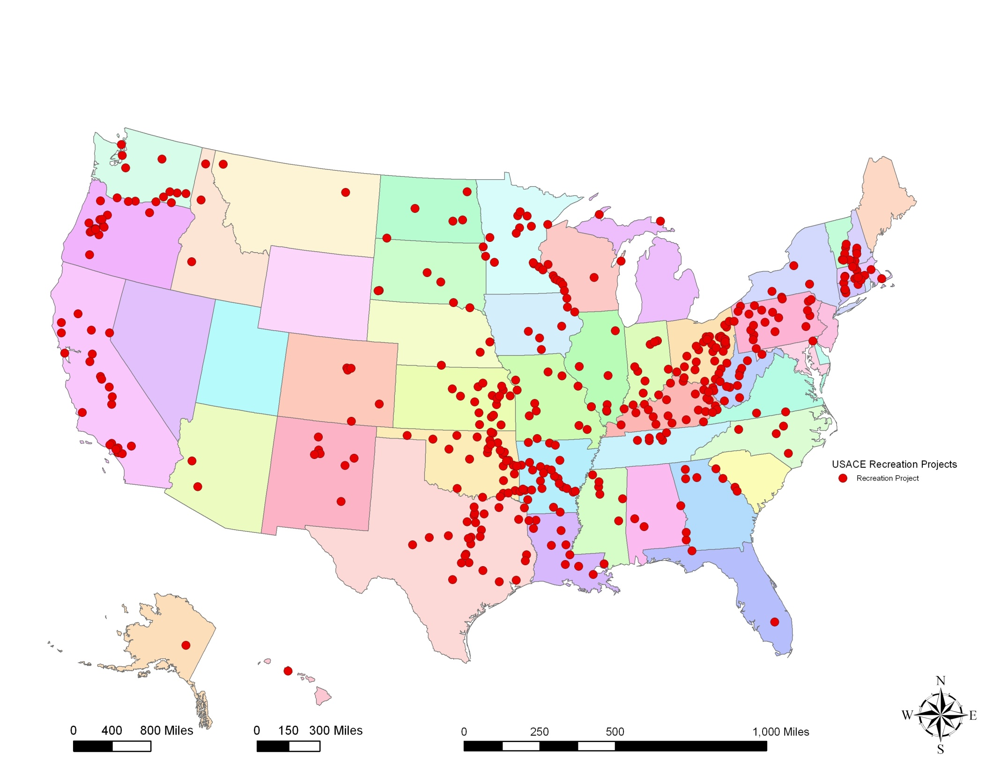 USACE Recreation Projects
Recreation Project
N
W E
S
0 400 800 Miles
0 150 300 Miles
0 250 500 1,000 Miles